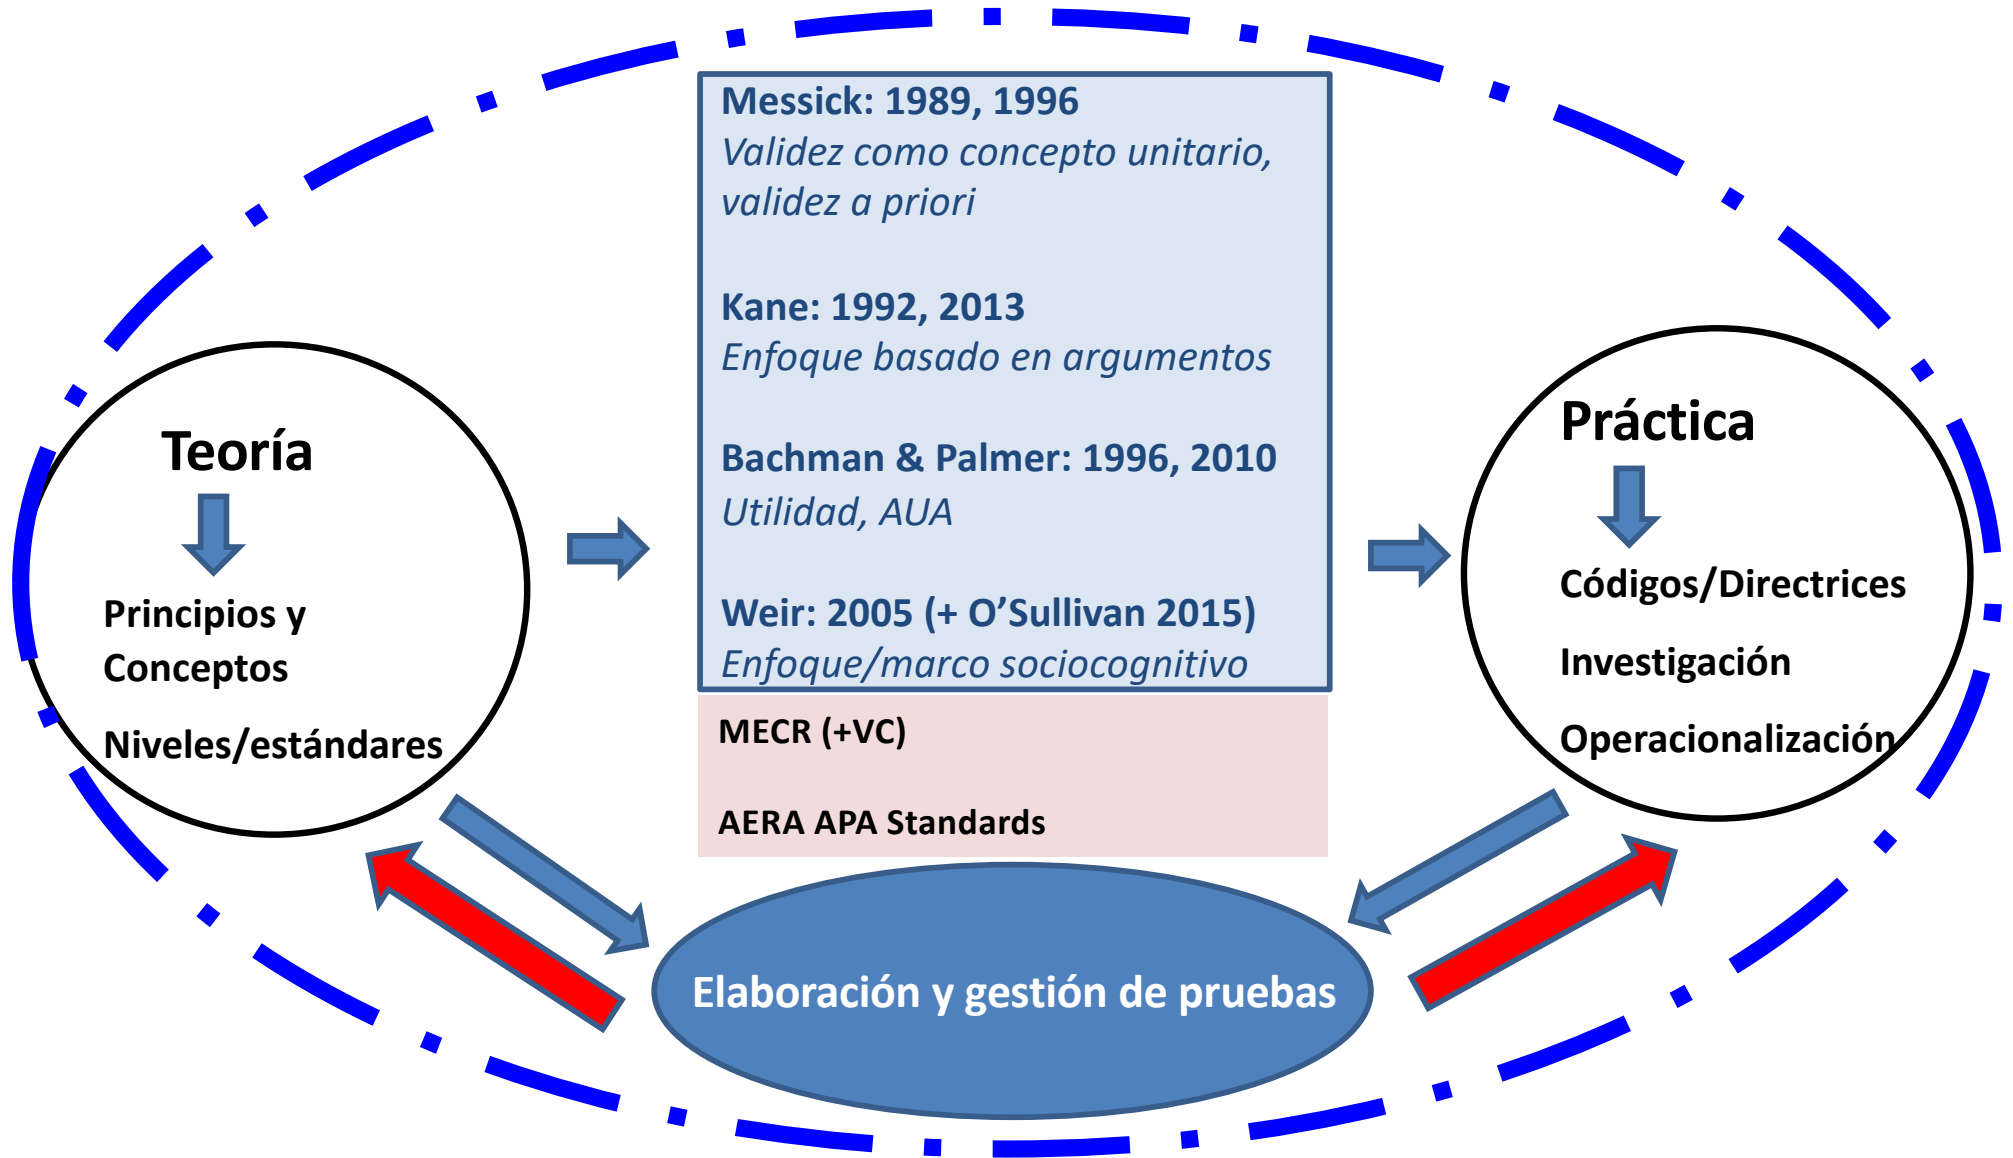 Teoría
Principios y
Conceptos
Niveles/estándares
Messick: 1989, 1996
Validez como concepto unitario,
validez a priori
Kane: 1992, 2013
Enfoque basado en argumentos
Bachman & Palmer: 1996, 2010
Utilidad, AUA
Weir: 2005 (+ O’Sullivan 2015)
Enfoque/marco sociocognitivo
MECR (+VC)
AERA APA Standards
Práctica
Códigos/Directrices
Investigación
Operacionalización
Elaboración y gestión de pruebas